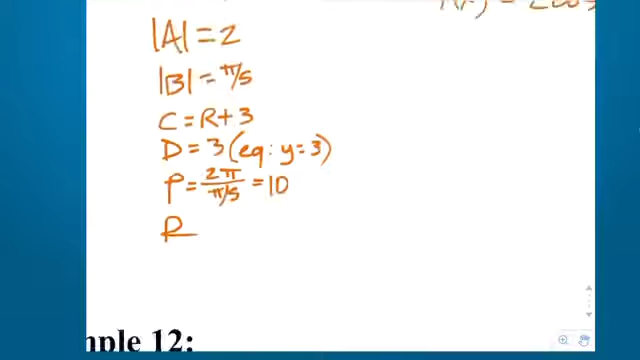 |A| = 2
|B| = π/5
C = R + 3
D = 3 (eq: y = 3)
P = 2π / π/5 = 10
R
mple 12: